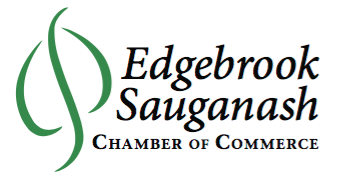 Edgebrook
Sauganash
CHAMBER OF COMMERCE